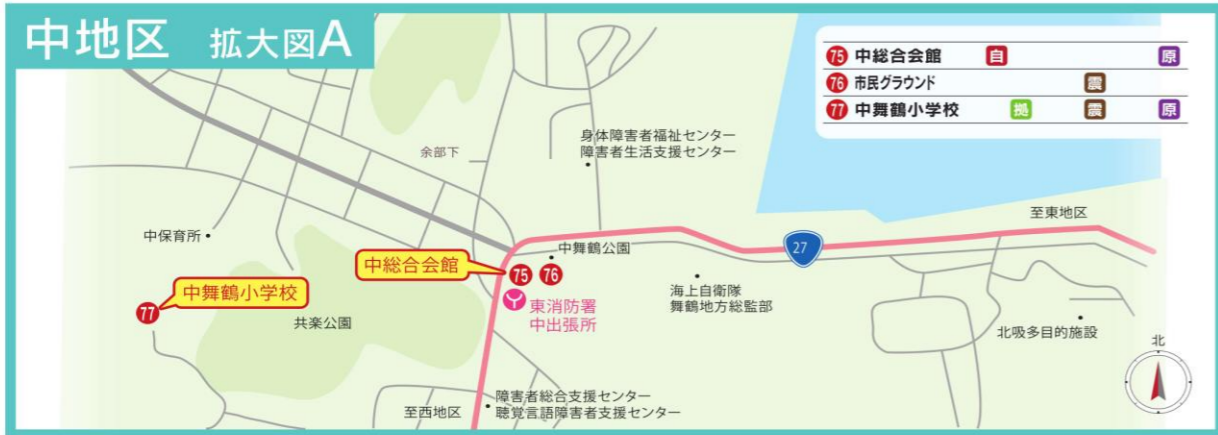 中地区 拡大図A
75 中総合会館 自 原
76 市民グラウンド 震
77 中舞鶴小学校 拠 震 原
身体障害者福祉センター
障害者生活支援センター
余部下
至東地区
中保育所
中舞鶴公園
27
中総合会館
75 76
中舞鶴小学校
77
東消防署
中出張所
海上自衛隊
舞鶴地方総監部
共楽公園
北吸多目的施設
北
障害者総合支援センター
聴覚言語障害者支援センター
至西地区